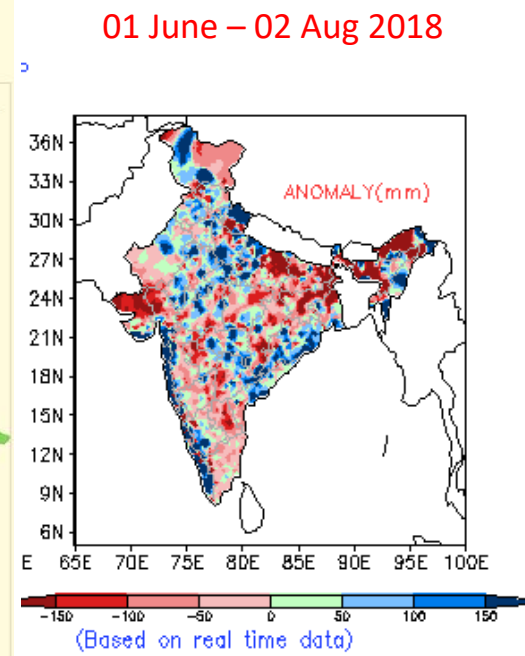 01 June – 02 Aug 2018
36N
ANOMALY(mm)
33N
30N
27N
24N
21N
18N
15N
12N
9N
6N
E 65E 70E 75E 80E 85E 90E 95E 100E
-150 -100 -50 0 50 100 150
(Based on real time data)